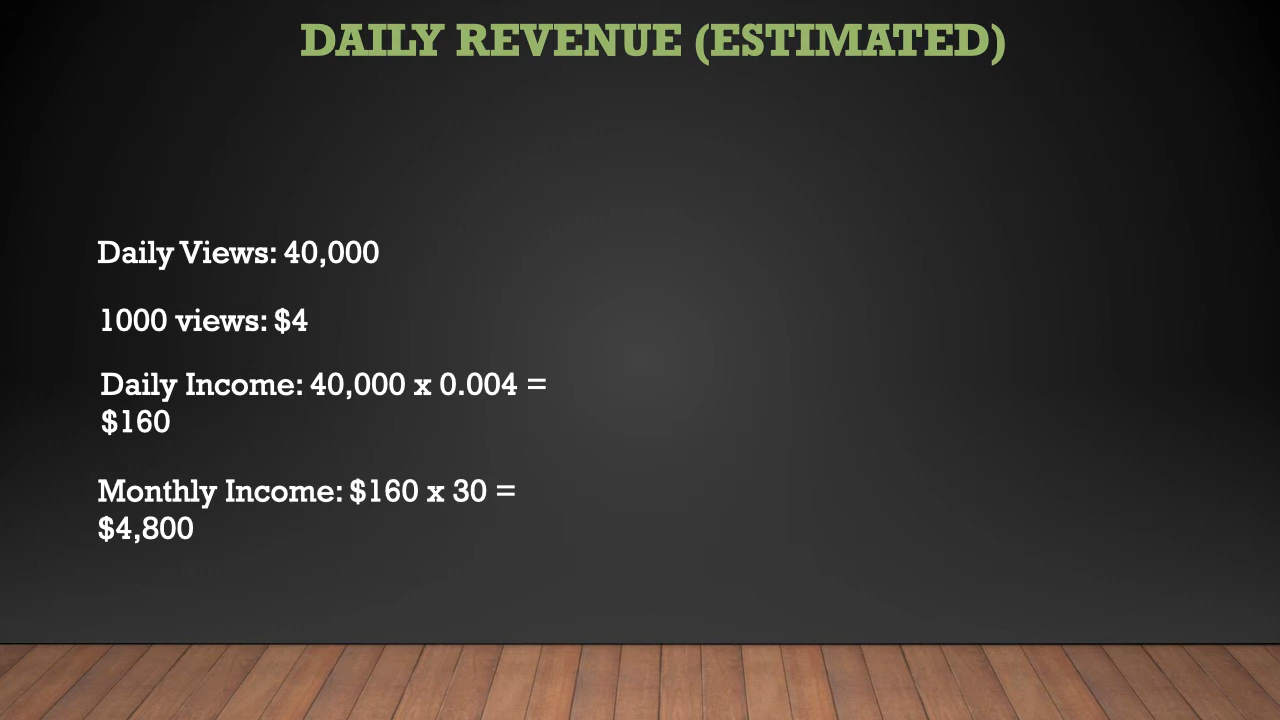 DAILY REVENUE (ESTIMATED)
Daily Views: 40,000
1000 views: $4
Daily Income: 40,000 x 0.004 =
$160
Monthly Income: $160 x 30 =
$4,800